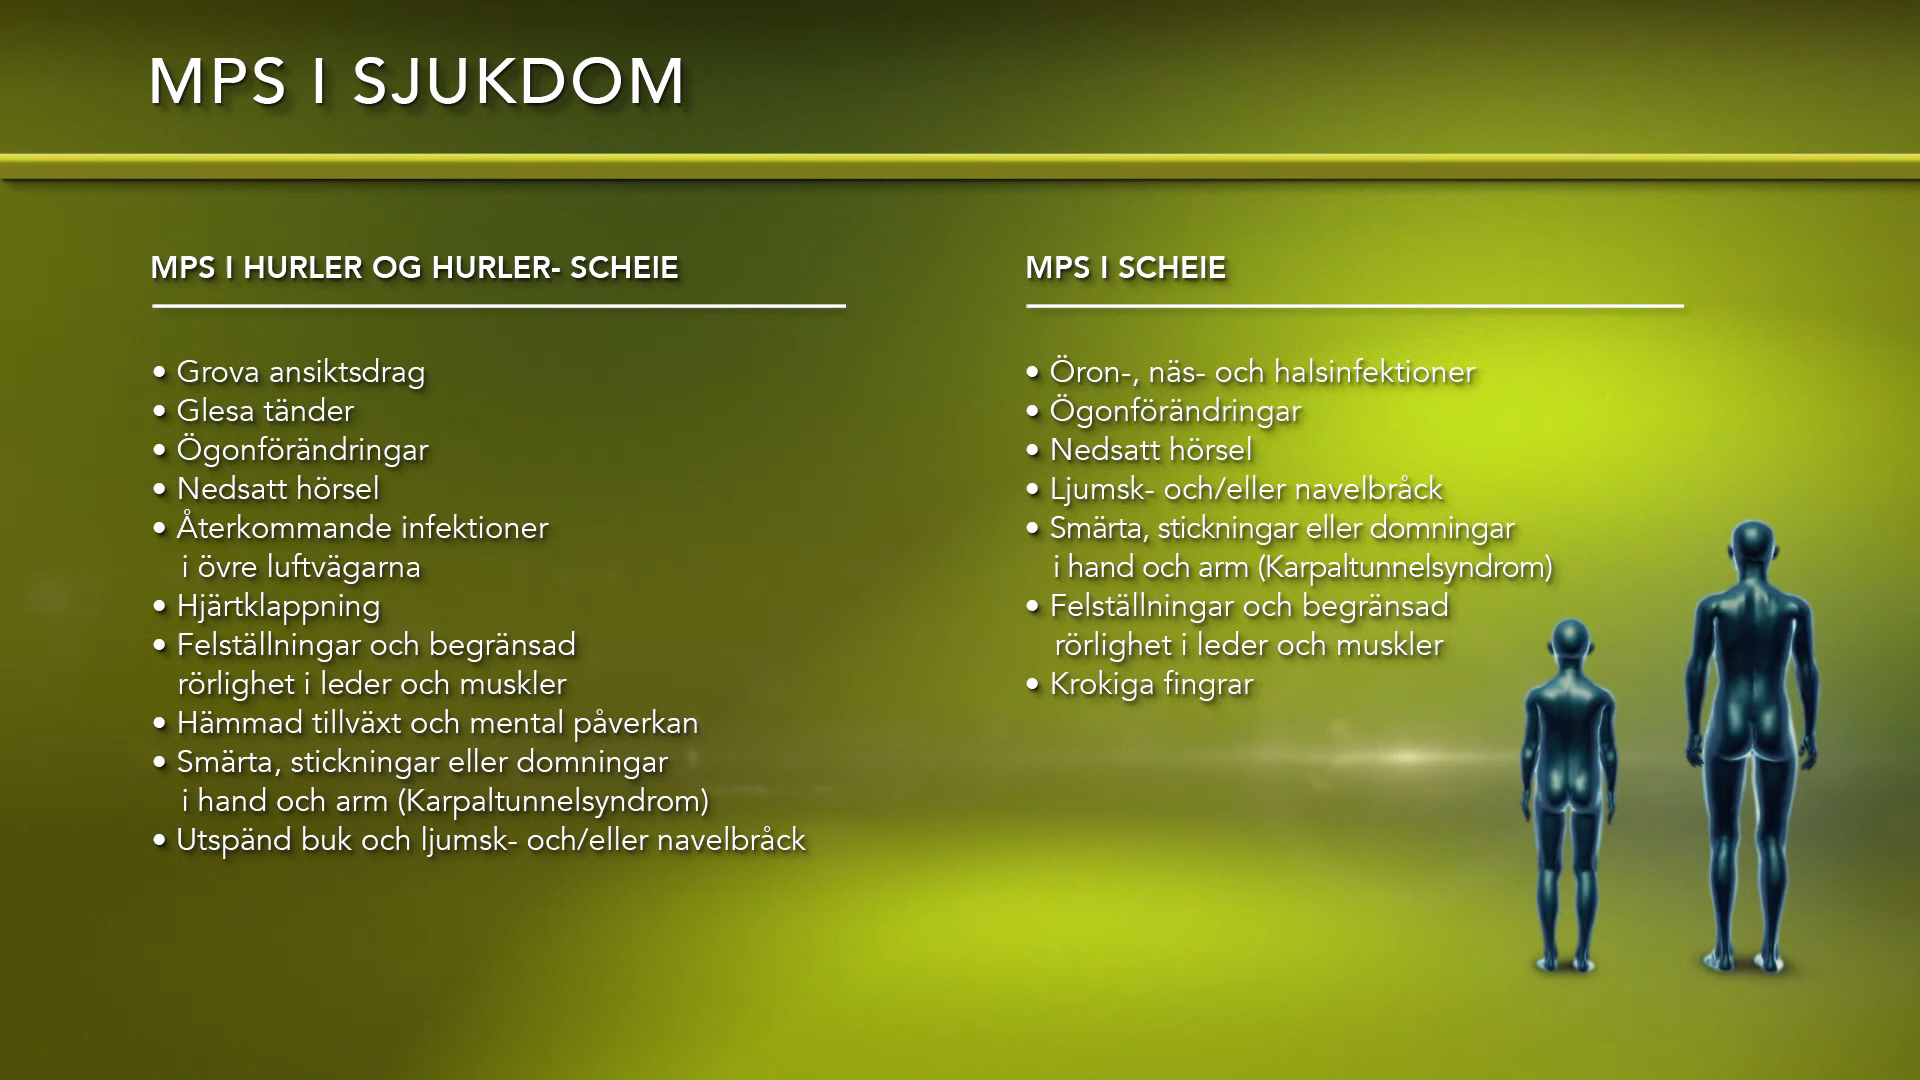 MPS I SJUKDOM
MPS I HURLER OG HURLER- SCHEIE
• Grova ansiktsdrag
• Glesa tänder
• Ögonförändringar
• Nedsatt hörsel
• Återkommande infektioner
i övre luftvägarna
• Hjärtklappning
• Felställningar och begränsad
rörlighet i leder och muskler
• Hämmad tillväxt och mental påverkan
• Smärta, stickningar eller domningar
i hand och arm (Karpaltunnelsyndrom)
• Utspänd buk och ljumsk- och/eller navelbråck
MPS I SCHEIE
• Öron-, näs- och halsinfektioner
• Ögonförändringar
• Nedsatt hörsel
• Ljumsk- och/eller navelbråck
• Smärta, stickningar eller domningar
i hand och arm (Karpaltunnelsyndrom)
• Felställningar och begränsad
rörlighet i leder och muskler
• Krokiga fingrar